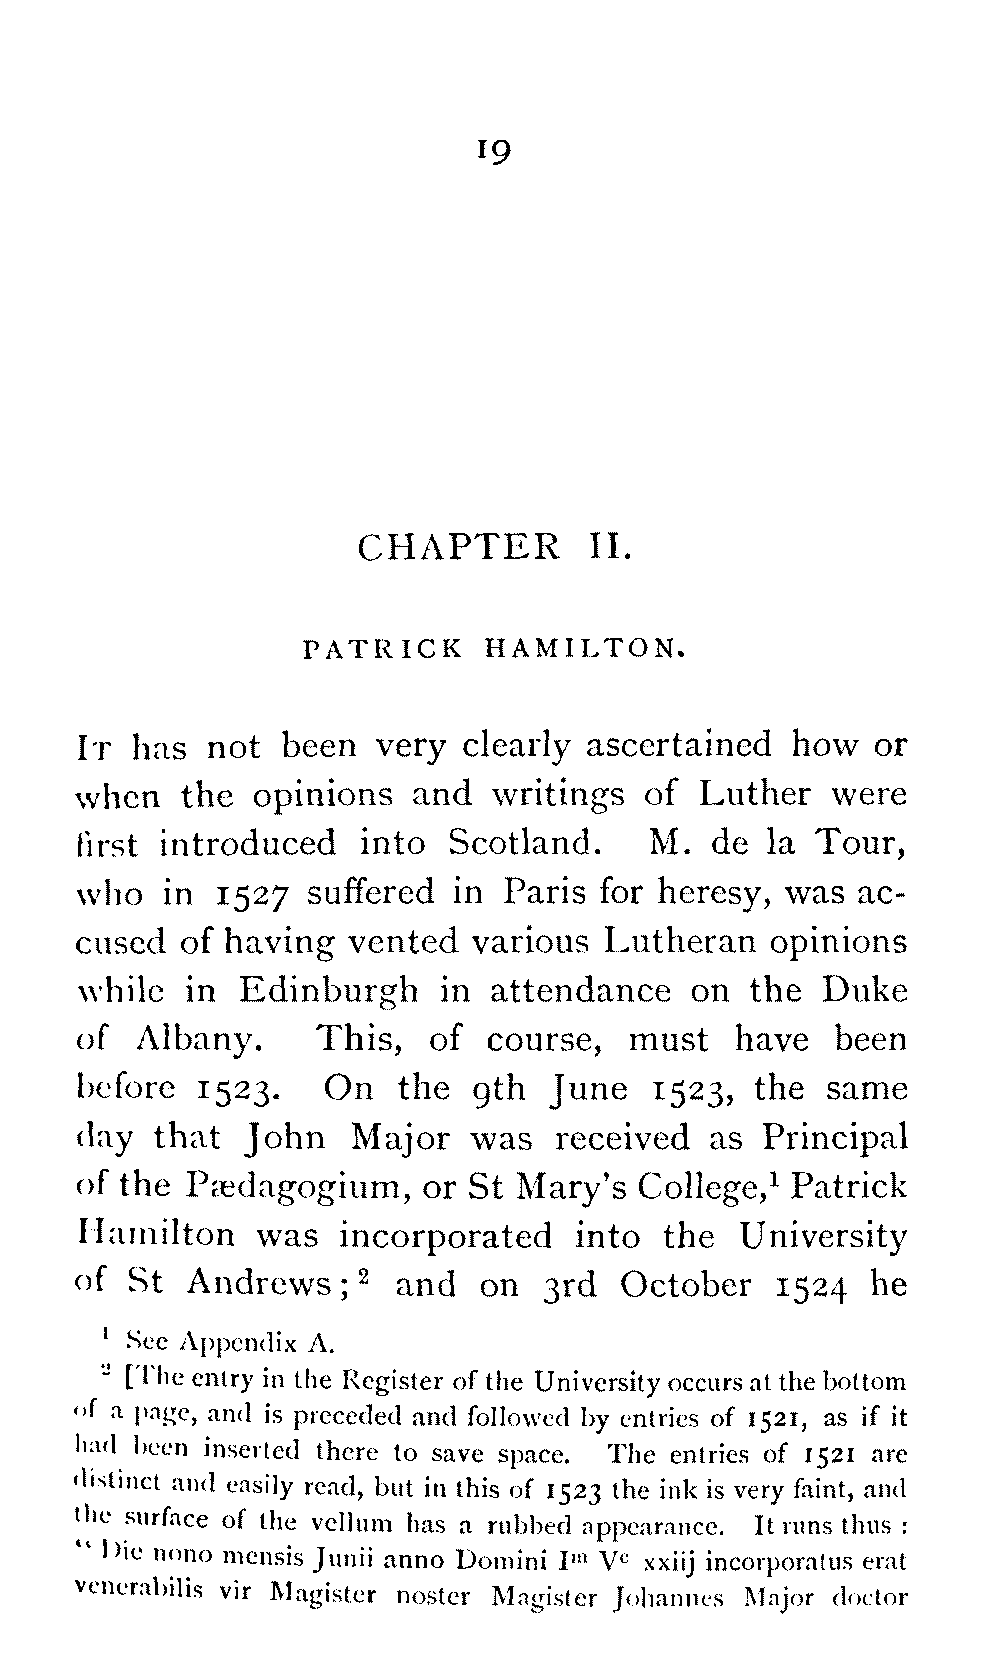 19
CHAPTER II.
PATRICK HAMILTON.
IT has not been very clearly ascertained how or
when the opinions and writings of Luther were
first introduced into Scotland. M. de la Tour,
who in 1527 suffered in Paris for heresy, was ac-
cused of having vented various Lutheran opinions
while in Edinburgh in attendance on the Duke
of Albany. This, of course, must have been
before 1523. On the 9th June 1523, the same
day that John Major was received as Principal
of the Pædagogium, or St Mary's College,¹ Patrick
Hamilton was incorporated into the University
of St Andrews;² and on 3rd October 1524 he
¹ See Appendix A.
² [The entry in the Register of the University occurs at the bottom
of a page, and is preceded and followed by entries of 1521, as if it
had been inserted there to save space. The entries of 1521 are
distinct and easily read, but in this of 1523 the ink is very faint, and
the surface of the vellum has a rubbed appearance. It runs thus :
“ Die nono mensis Junii anno Domini Iᵐ Vᶜ xxiij incorporatus erat
venerabilis vir Magister noster Magister Johannes Major doctor